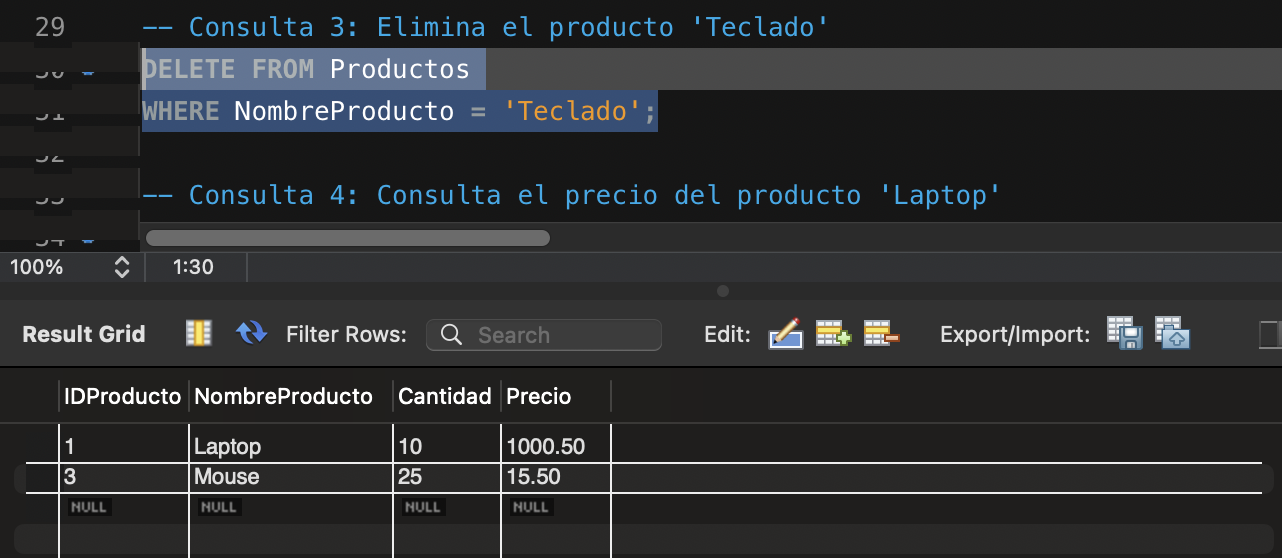 29 -- Consulta 3: Elimina el producto 'Teclado'
30 DELETE FROM Productos
31 WHERE NombreProducto = 'Teclado';
32
33 -- Consulta 4: Consulta el precio del producto 'Laptop'
34
100% 1:30
Result Grid Filter Rows: Search Edit: Export/Import:
IDProducto NombreProducto Cantidad Precio
1 Laptop 10 1000.50
3 Mouse 25 15.50
NULL NULL NULL NULL